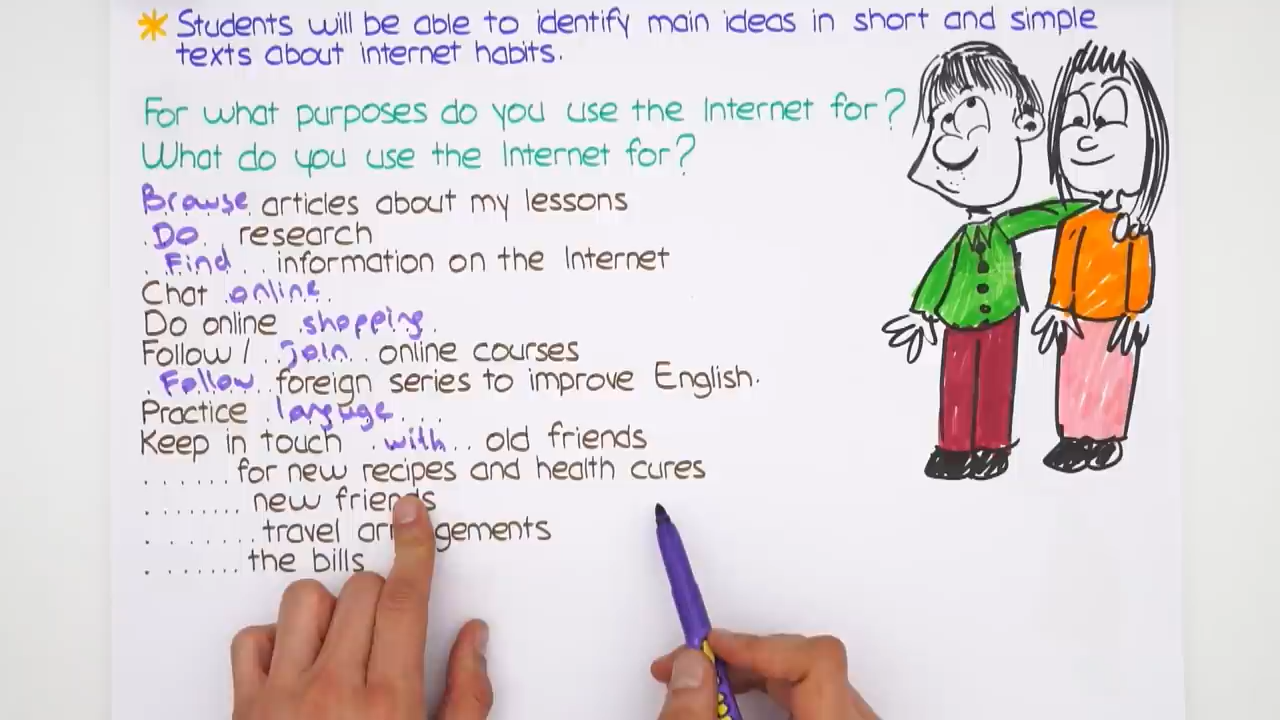 * Students will be able to identify main ideas in short and simple
texts about internet habits.
For what purposes do you use the Internet for?
What do you use the Internet for?
Browse articles about my lessons
.Do.. research
. Find... information on the Internet
Chat .online.
Do online .shopping.
Follow / ..join.. online courses
. Follow..foreign series to improve English.
Practice .languge....
Keep in touch .with... old friends
.......for new recipes and health cures
........ new friends
........travel gements
.......the bills